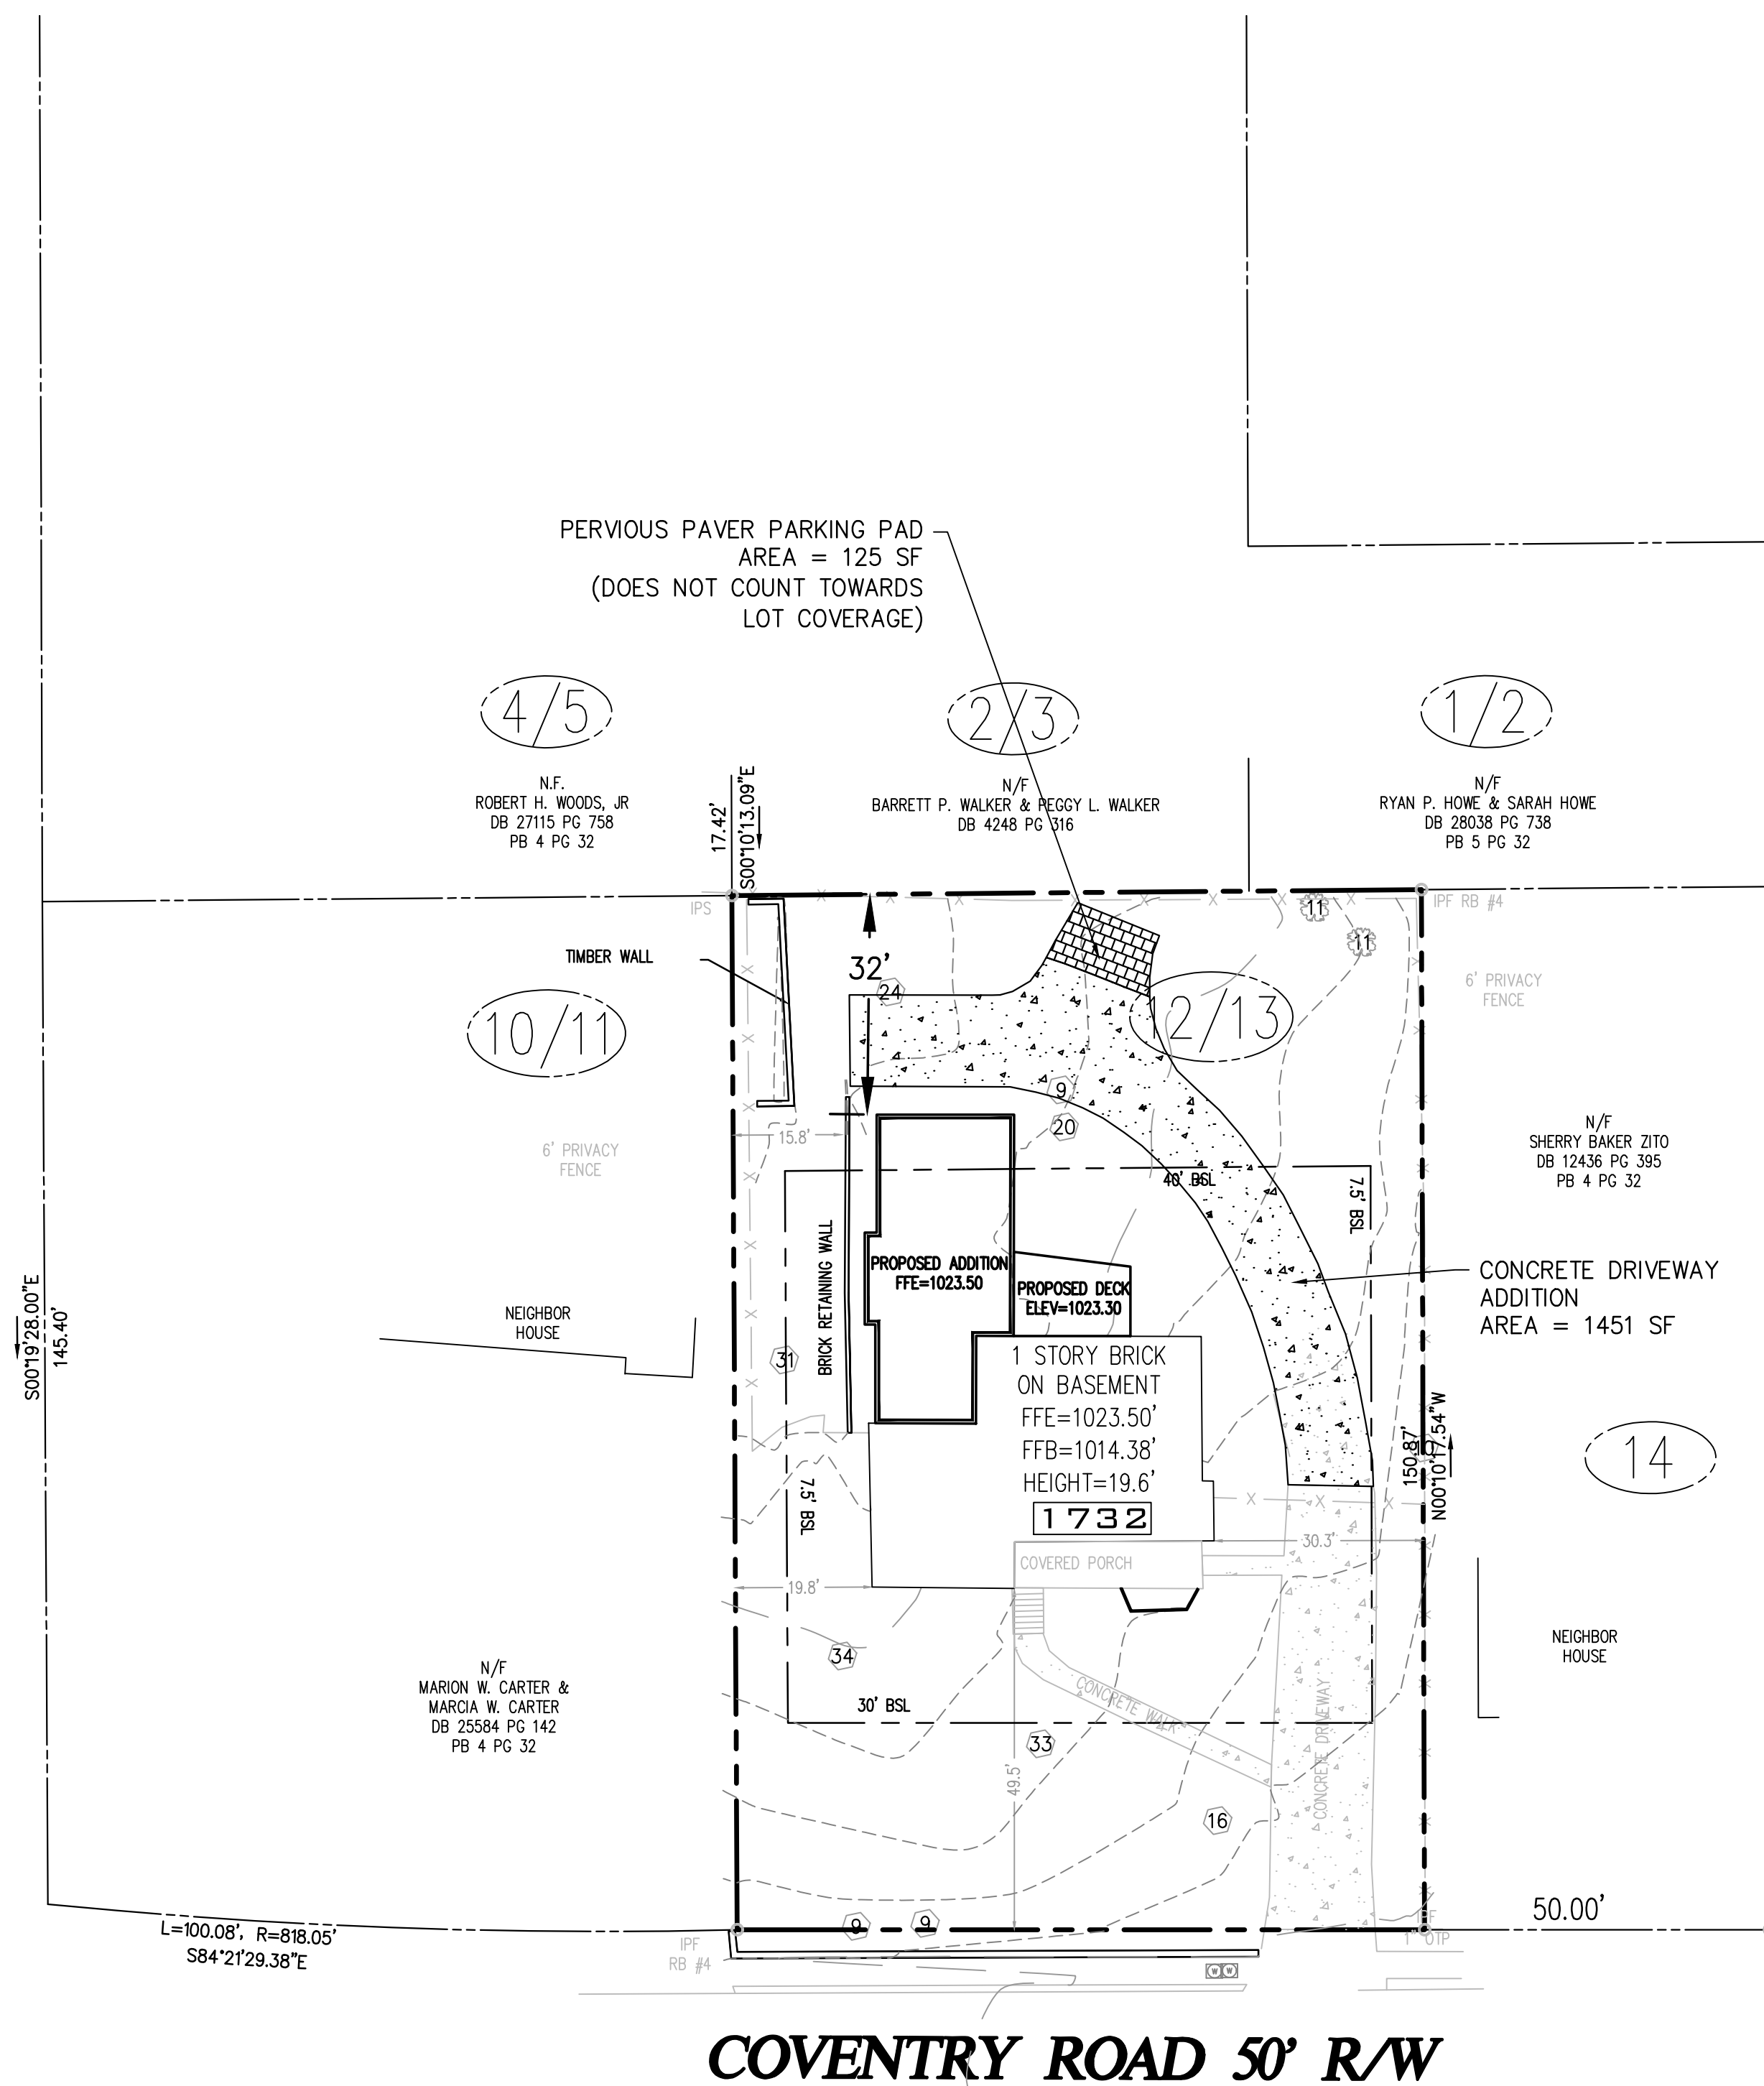 PERVIOUS PAVER PARKING PAD
AREA = 125 SF
(DOES NOT COUNT TOWARDS
LOT COVERAGE)
4/5
2/3
1/2
N.F.
ROBERT H. WOODS, JR
DB 27115 PG 758
PB 4 PG 32
17.42'
S00°10'13.09"E
N/F
BARRETT P. WALKER & PEGGY L. WALKER
DB 4248 PG 316
N/F
RYAN P. HOWE & SARAH HOWE
DB 28038 PG 738
PB 5 PG 32
IPS
IPF RB #4
11
11
TIMBER WALL
32'
24
6' PRIVACY
FENCE
10/11
12/13
9
20
15.8'
6' PRIVACY
FENCE
N/F
SHERRY BAKER ZITO
DB 12436 PG 395
PB 4 PG 32
40' BSL
7.5' BSL
BRICK RETAINING WALL
PROPOSED ADDITION
FFE=1023.50
PROPOSED DECK
ELEV=1023.30
CONCRETE DRIVEWAY
ADDITION
AREA = 1451 SF
S00°19'28.00"E
145.40'
NEIGHBOR
HOUSE
31
1 STORY BRICK
ON BASEMENT
FFE=1023.50'
FFB=1014.38'
HEIGHT=19.6'
1732
150.87'
N00°10'17.54"W
14
7.5' BSL
30.3'
COVERED PORCH
19.8'
34
NEIGHBOR
HOUSE
N/F
MARION W. CARTER &
MARCIA W. CARTER
DB 25584 PG 142
PB 4 PG 32
30' BSL
CONCRETE WALK
33
49.5'
CONCRETE DRIVEWAY
16
9
9
50.00'
L=100.08', R=818.05'
S84°21'29.38"E
IPF
RB #4
IPF
1" OTP
W W
COVENTRY ROAD 50' R/W